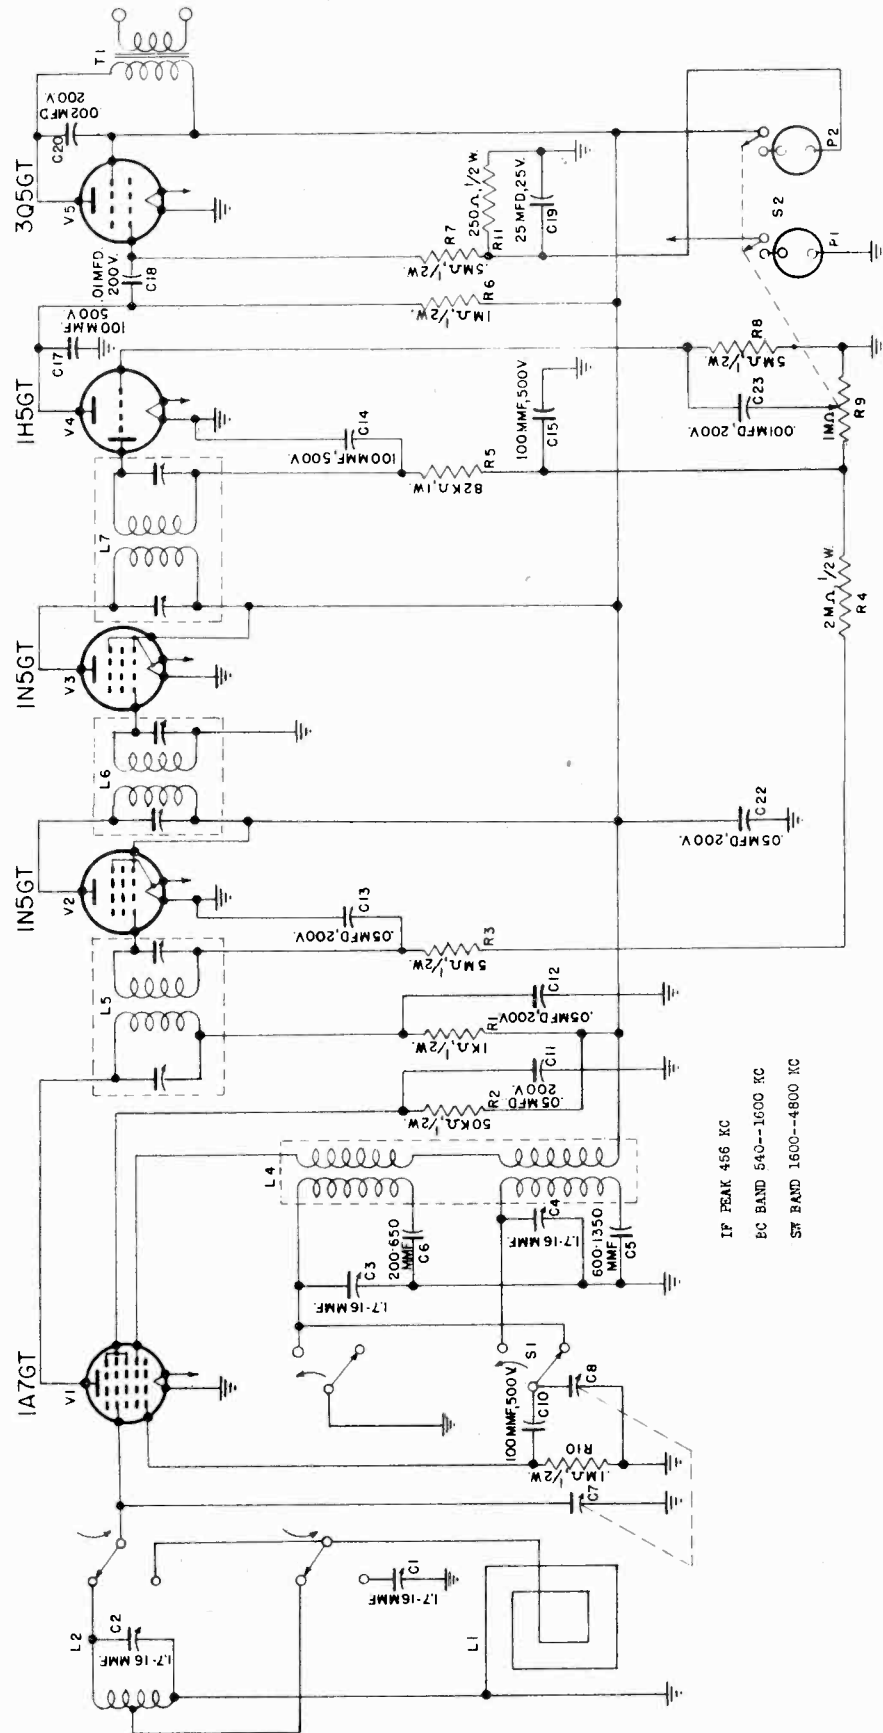 1A7GT
1N5GT
1N5GT
1H5GT
3Q5GT
V1
V2
V3
V4
V5
L2
C2
1.7-16 MMF.
C1
1.7-16MMF
L1
C7
R10
.1MΩ, 1/2W.
C8
100MMF,500V.
C10
S1
C3
1.7-16 MMF.
200-650
MMF
C6
C4
1.7-16 MMF.
600-1350
MMF
C5
L4
R2
50KΩ, 1/2W.
C11
.05MFD.
200V.
R1
1KΩ, 1/2W.
C12
.05MFD,200V.
L5
R3
5MΩ, 1/2W.
C13
.05MFD,200V.
L6
C22
.05MFD,200V.
L7
R5
82KΩ,1W.
C14
100MMF,500V.
C15
100MMF,500V.
R4
2MΩ 1/2W.
C17
100MMF
500V.
C18
.01MFD.
200V.
R6
1MΩ, 1/2W.
R7
.5MΩ, 1/2W.
R11
250Ω, 1/2W.
C19
25MFD,25V.
C20
.002MFD
200V.
T1
R8
5MΩ, 1/2W.
C23
.001MFD,200V.
R9
1MΩ.
S2
P1
P2
IF PEAK 456 KC
BC BAND 540--1600 KC
SW BAND 1600--4800 KC